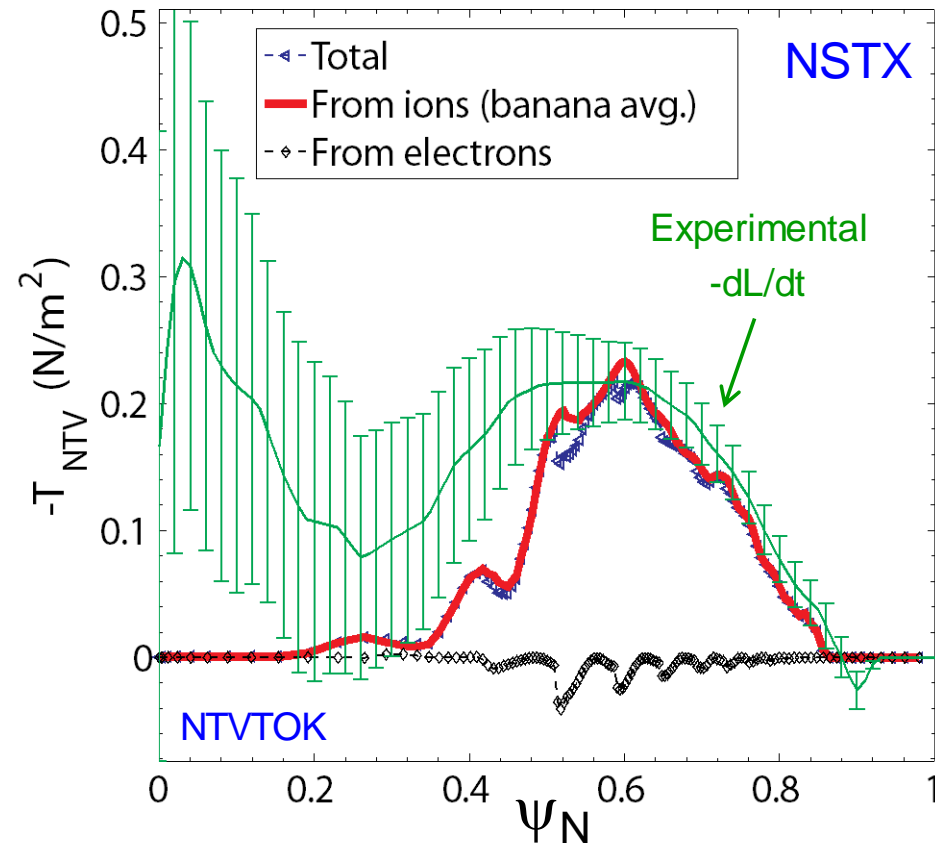 0.5
0.4
0.3
0.2
0.1
0
-T_NTV (N/m²)
Total
From ions (banana avg.)
From electrons
NSTX
Experimental
-dL/dt
NTVTOK
0 0.2 0.4 0.6 0.8 1
ψ_N